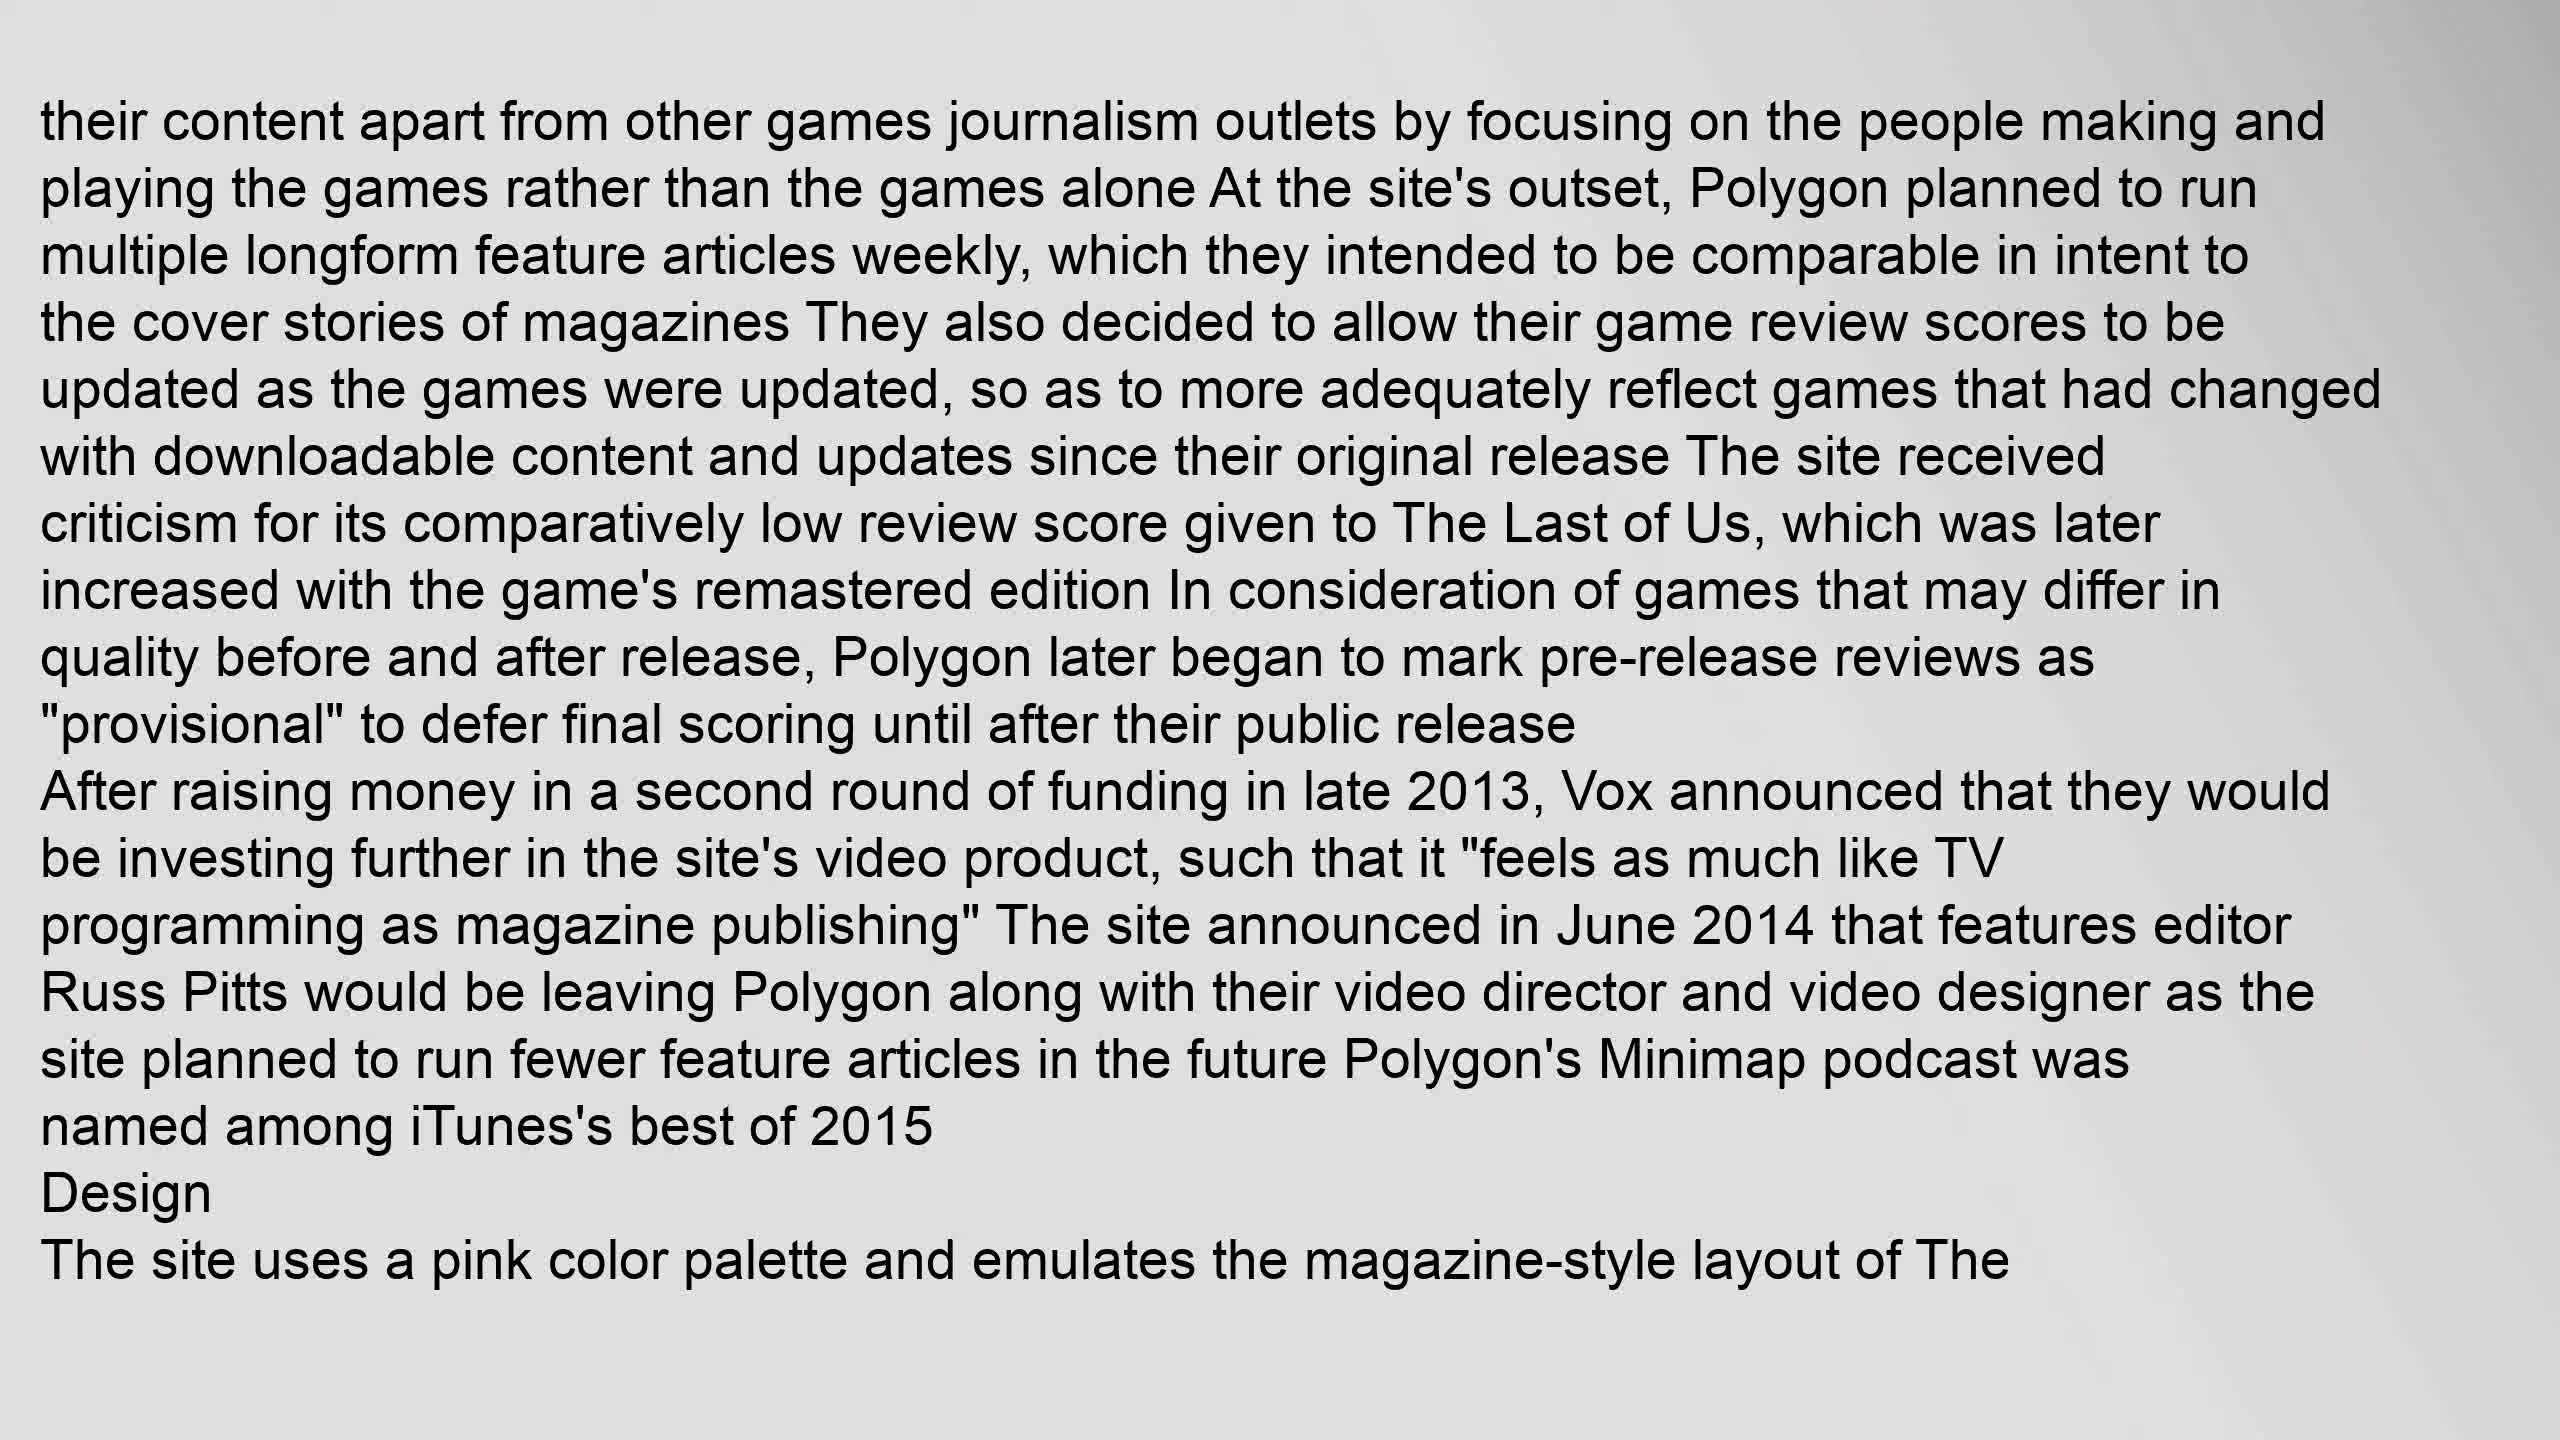 their content apart from other games journalism outlets by focusing on the people making and
playing the games rather than the games alone At the site's outset, Polygon planned to run
multiple longform feature articles weekly, which they intended to be comparable in intent to
the cover stories of magazines They also decided to allow their game review scores to be
updated as the games were updated, so as to more adequately reflect games that had changed
with downloadable content and updates since their original release The site received
criticism for its comparatively low review score given to The Last of Us, which was later
increased with the game's remastered edition In consideration of games that may differ in
quality before and after release, Polygon later began to mark pre-release reviews as
"provisional" to defer final scoring until after their public release
After raising money in a second round of funding in late 2013, Vox announced that they would
be investing further in the site's video product, such that it "feels as much like TV
programming as magazine publishing" The site announced in June 2014 that features editor
Russ Pitts would be leaving Polygon along with their video director and video designer as the
site planned to run fewer feature articles in the future Polygon's Minimap podcast was
named among iTunes's best of 2015
Design
The site uses a pink color palette and emulates the magazine-style layout of The